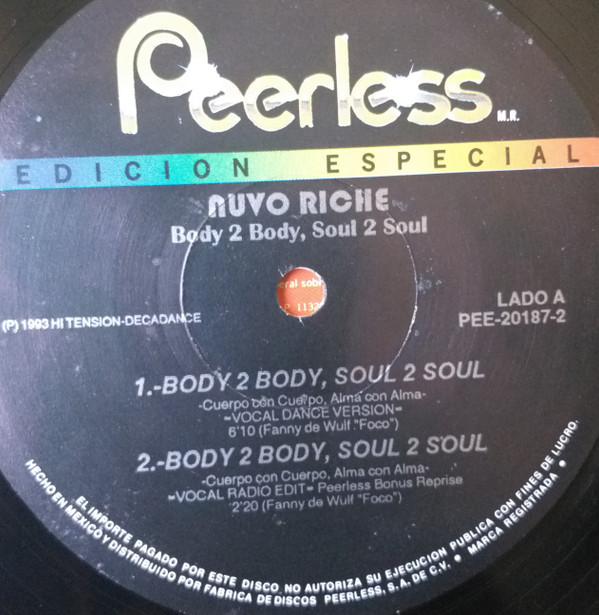 Peerless M.R.
EDICION ESPECIAL
NUVO RICHE
Body 2 Body, Soul 2 Soul
eral sobr
P 1132
(P) 1993 HI TENSION-DECADANCE
LADO A
PEE-20187-2
1.-BODY 2 BODY, SOUL 2 SOUL
-Cuerpo con Cuerpo, Alma con Alma-
=VOCAL DANCE VERSION=
6'10 (Fanny de Wulf "Foco")
2.-BODY 2 BODY, SOUL 2 SOUL
-Cuerpo con Cuerpo, Alma con Alma-
=VOCAL RADIO EDIT= Peerless Bonus Reprise
2'20 (Fanny de Wulf "Foco")
EL IMPORTE PAGADO POR ESTE DISCO NO AUTORIZA SU EJECUCION PUBLICA CON FINES DE LUCRO.
HECHO EN MEXICO Y DISTRIBUIDO POR FABRICA DE DISCOS PEERLESS, S.A. DE C.V. • MARCA REGISTRADA •